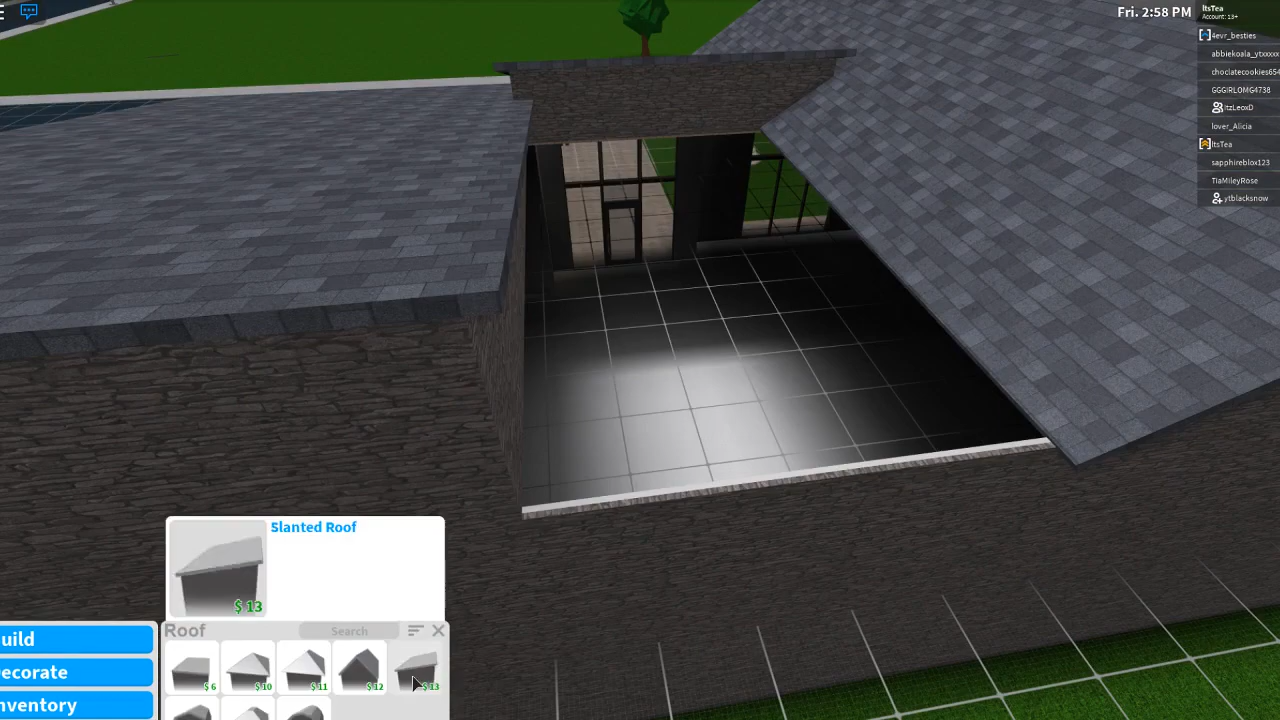 Fri. 2:58 PM
ItsTea
Account: 13+
4evr_besties
abbiekoala_ytxxxx
choclatecookies654
GGGIRLOMG4738
ItzLeoxD
lover_Alicia
ItsTea
sapphireblox123
TiaMileyRose
ytblacksnow
Slanted Roof
$ 13
Roof
Search
$ 6
$10
$11
$12
$13
uild
ecorate
nventory